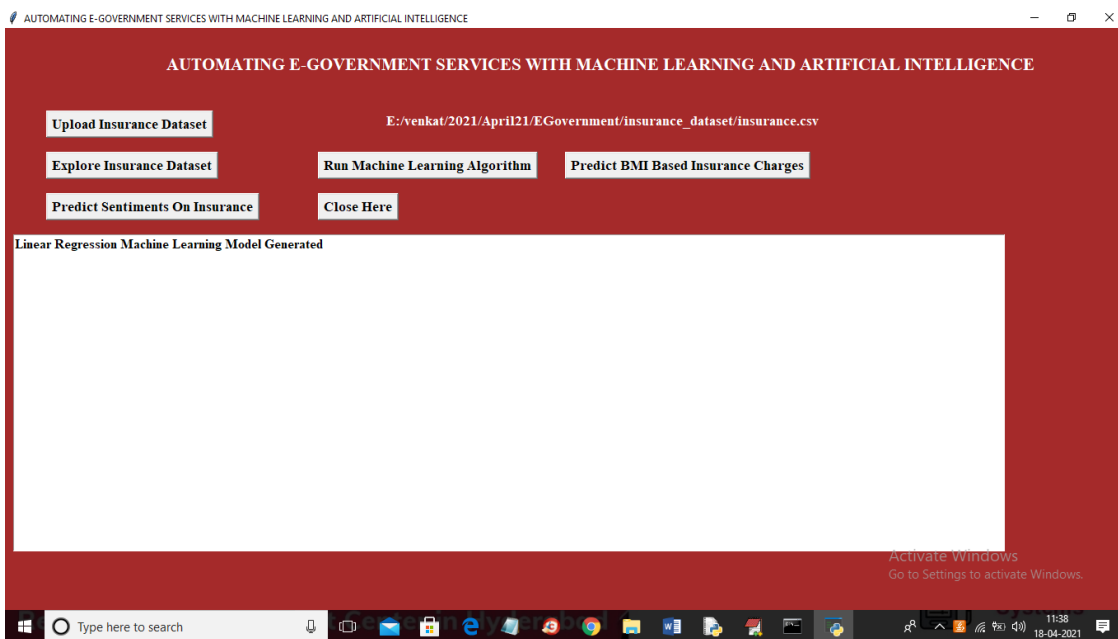 AUTOMATING E-GOVERNMENT SERVICES WITH MACHINE LEARNING AND ARTIFICIAL INTELLIGENCE
AUTOMATING E-GOVERNMENT SERVICES WITH MACHINE LEARNING AND ARTIFICIAL INTELLIGENCE
Upload Insurance Dataset
E:/venkat/2021/April21/EGovernment/insurance_dataset/insurance.csv
Explore Insurance Dataset
Run Machine Learning Algorithm
Predict BMI Based Insurance Charges
Predict Sentiments On Insurance
Close Here
Linear Regression Machine Learning Model Generated
Activate Windows
Go to Settings to activate Windows.
Type here to search
11:38
18-04-2021